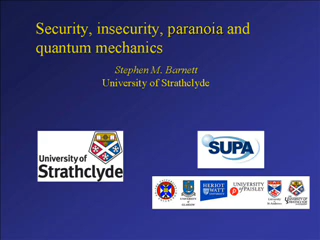 Security, insecurity, paranoia and
quantum mechanics
Stephen M. Barnett
University of Strathclyde
University of
Strathclyde
SUPA
HERIOT
WATT
UNIVERSITY
UNIVERSITY OF
PAISLEY